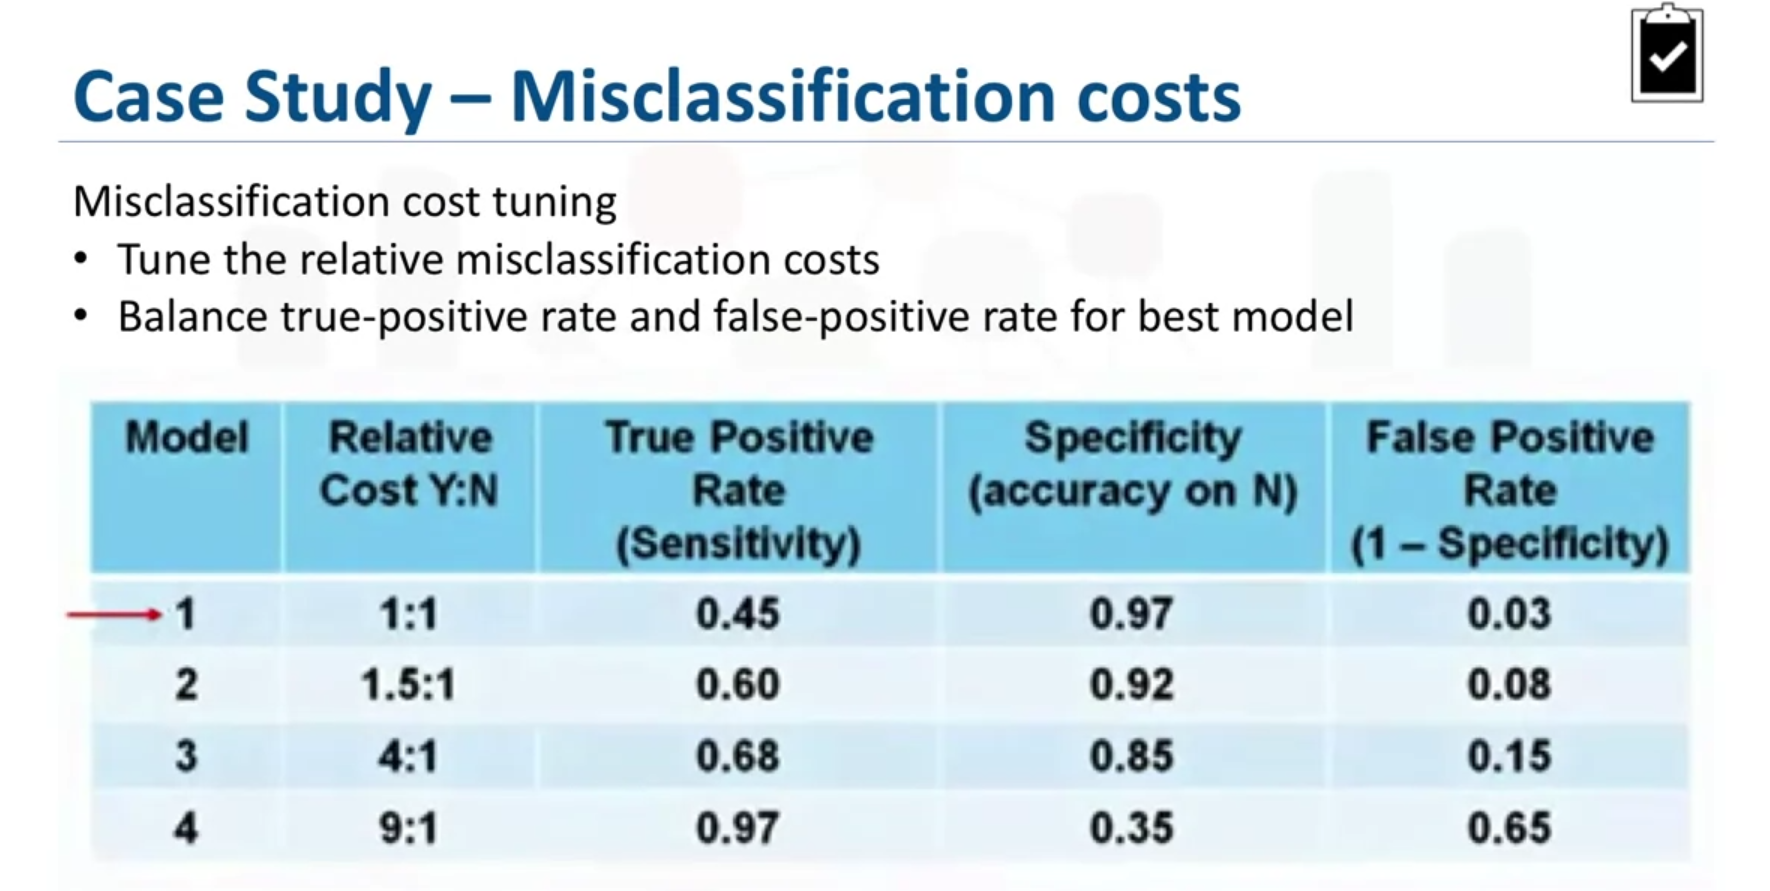 Case Study – Misclassification costs
Misclassification cost tuning
• Tune the relative misclassification costs
• Balance true-positive rate and false-positive rate for best model
Model Relative Cost Y:N True Positive Rate (Sensitivity) Specificity (accuracy on N) False Positive Rate (1 – Specificity)
1 1:1 0.45 0.97 0.03
2 1.5:1 0.60 0.92 0.08
3 4:1 0.68 0.85 0.15
4 9:1 0.97 0.35 0.65